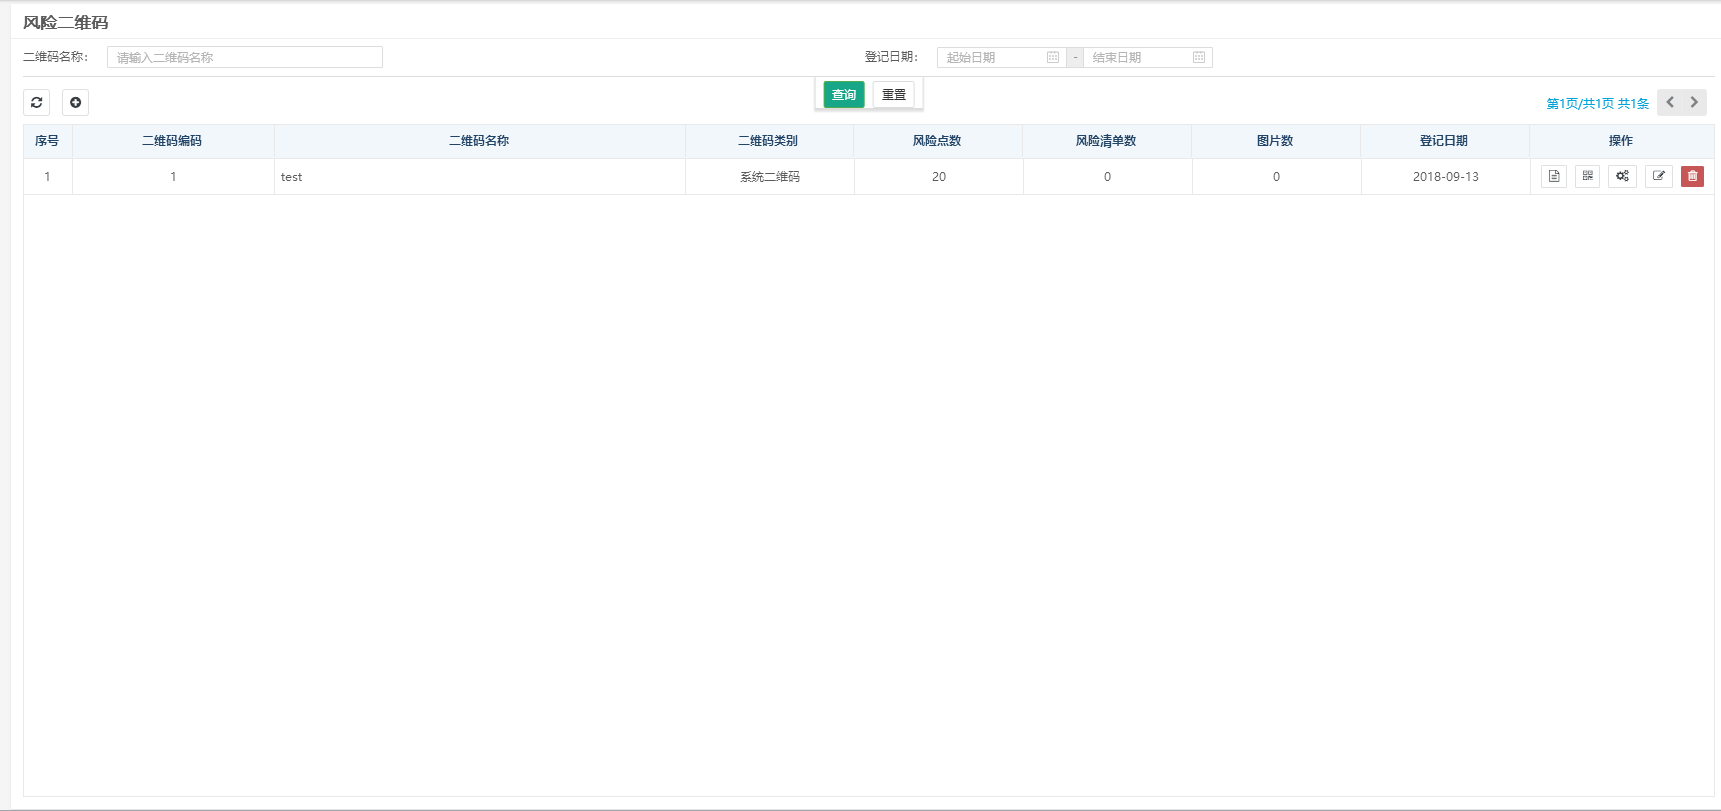 风险二维码
二维码名称： 请输入二维码名称 登记日期： 起始日期 - 结束日期
查询 重置
第1页/共1页 共1条
序号 二维码编码 二维码名称 二维码类别 风险点数 风险清单数 图片数 登记日期 操作
1 1 test 系统二维码 20 0 0 2018-09-13